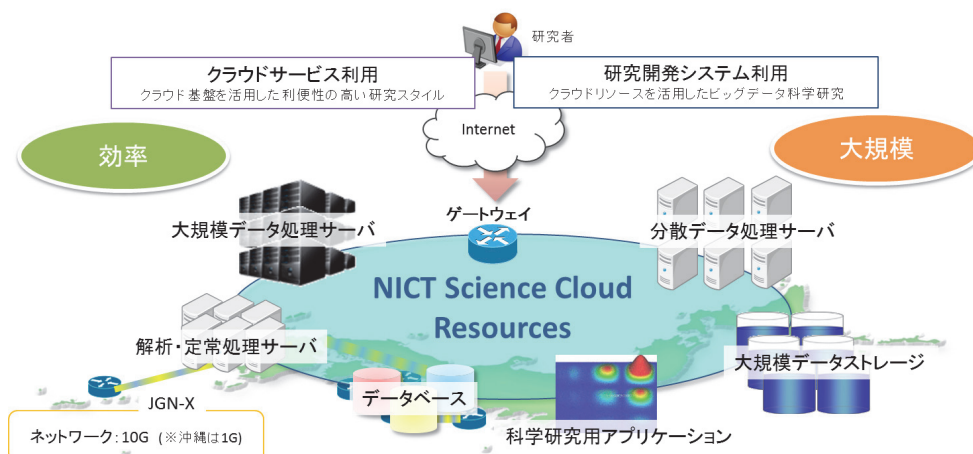 研究者
クラウドサービス利用
クラウド基盤を活用した利便性の高い研究スタイル
研究開発システム利用
クラウドリソースを活用したビッグデータ科学研究
Internet
効率
大規模
ゲートウェイ
大規模データ処理サーバ
分散データ処理サーバ
NICT Science Cloud
Resources
解析・定常処理サーバ
大規模データストレージ
データベース
JGN-X
科学研究用アプリケーション
ネットワーク：10G (※沖縄は1G)